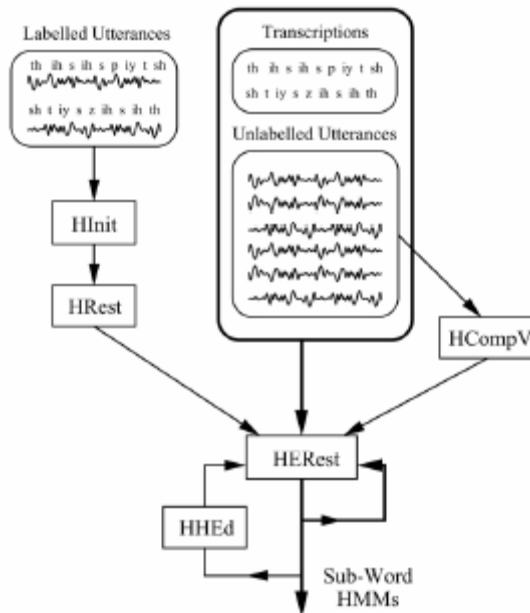 Labelled Utterances
th ih s ih s p iy t sh
sh t iy s z ih s ih th
Transcriptions
th ih s ih s p iy t sh
sh t iy s z ih s ih th
Unlabelled Utterances
HInit
HRest
HCompV
HERest
HHEd
Sub-Word
HMMs